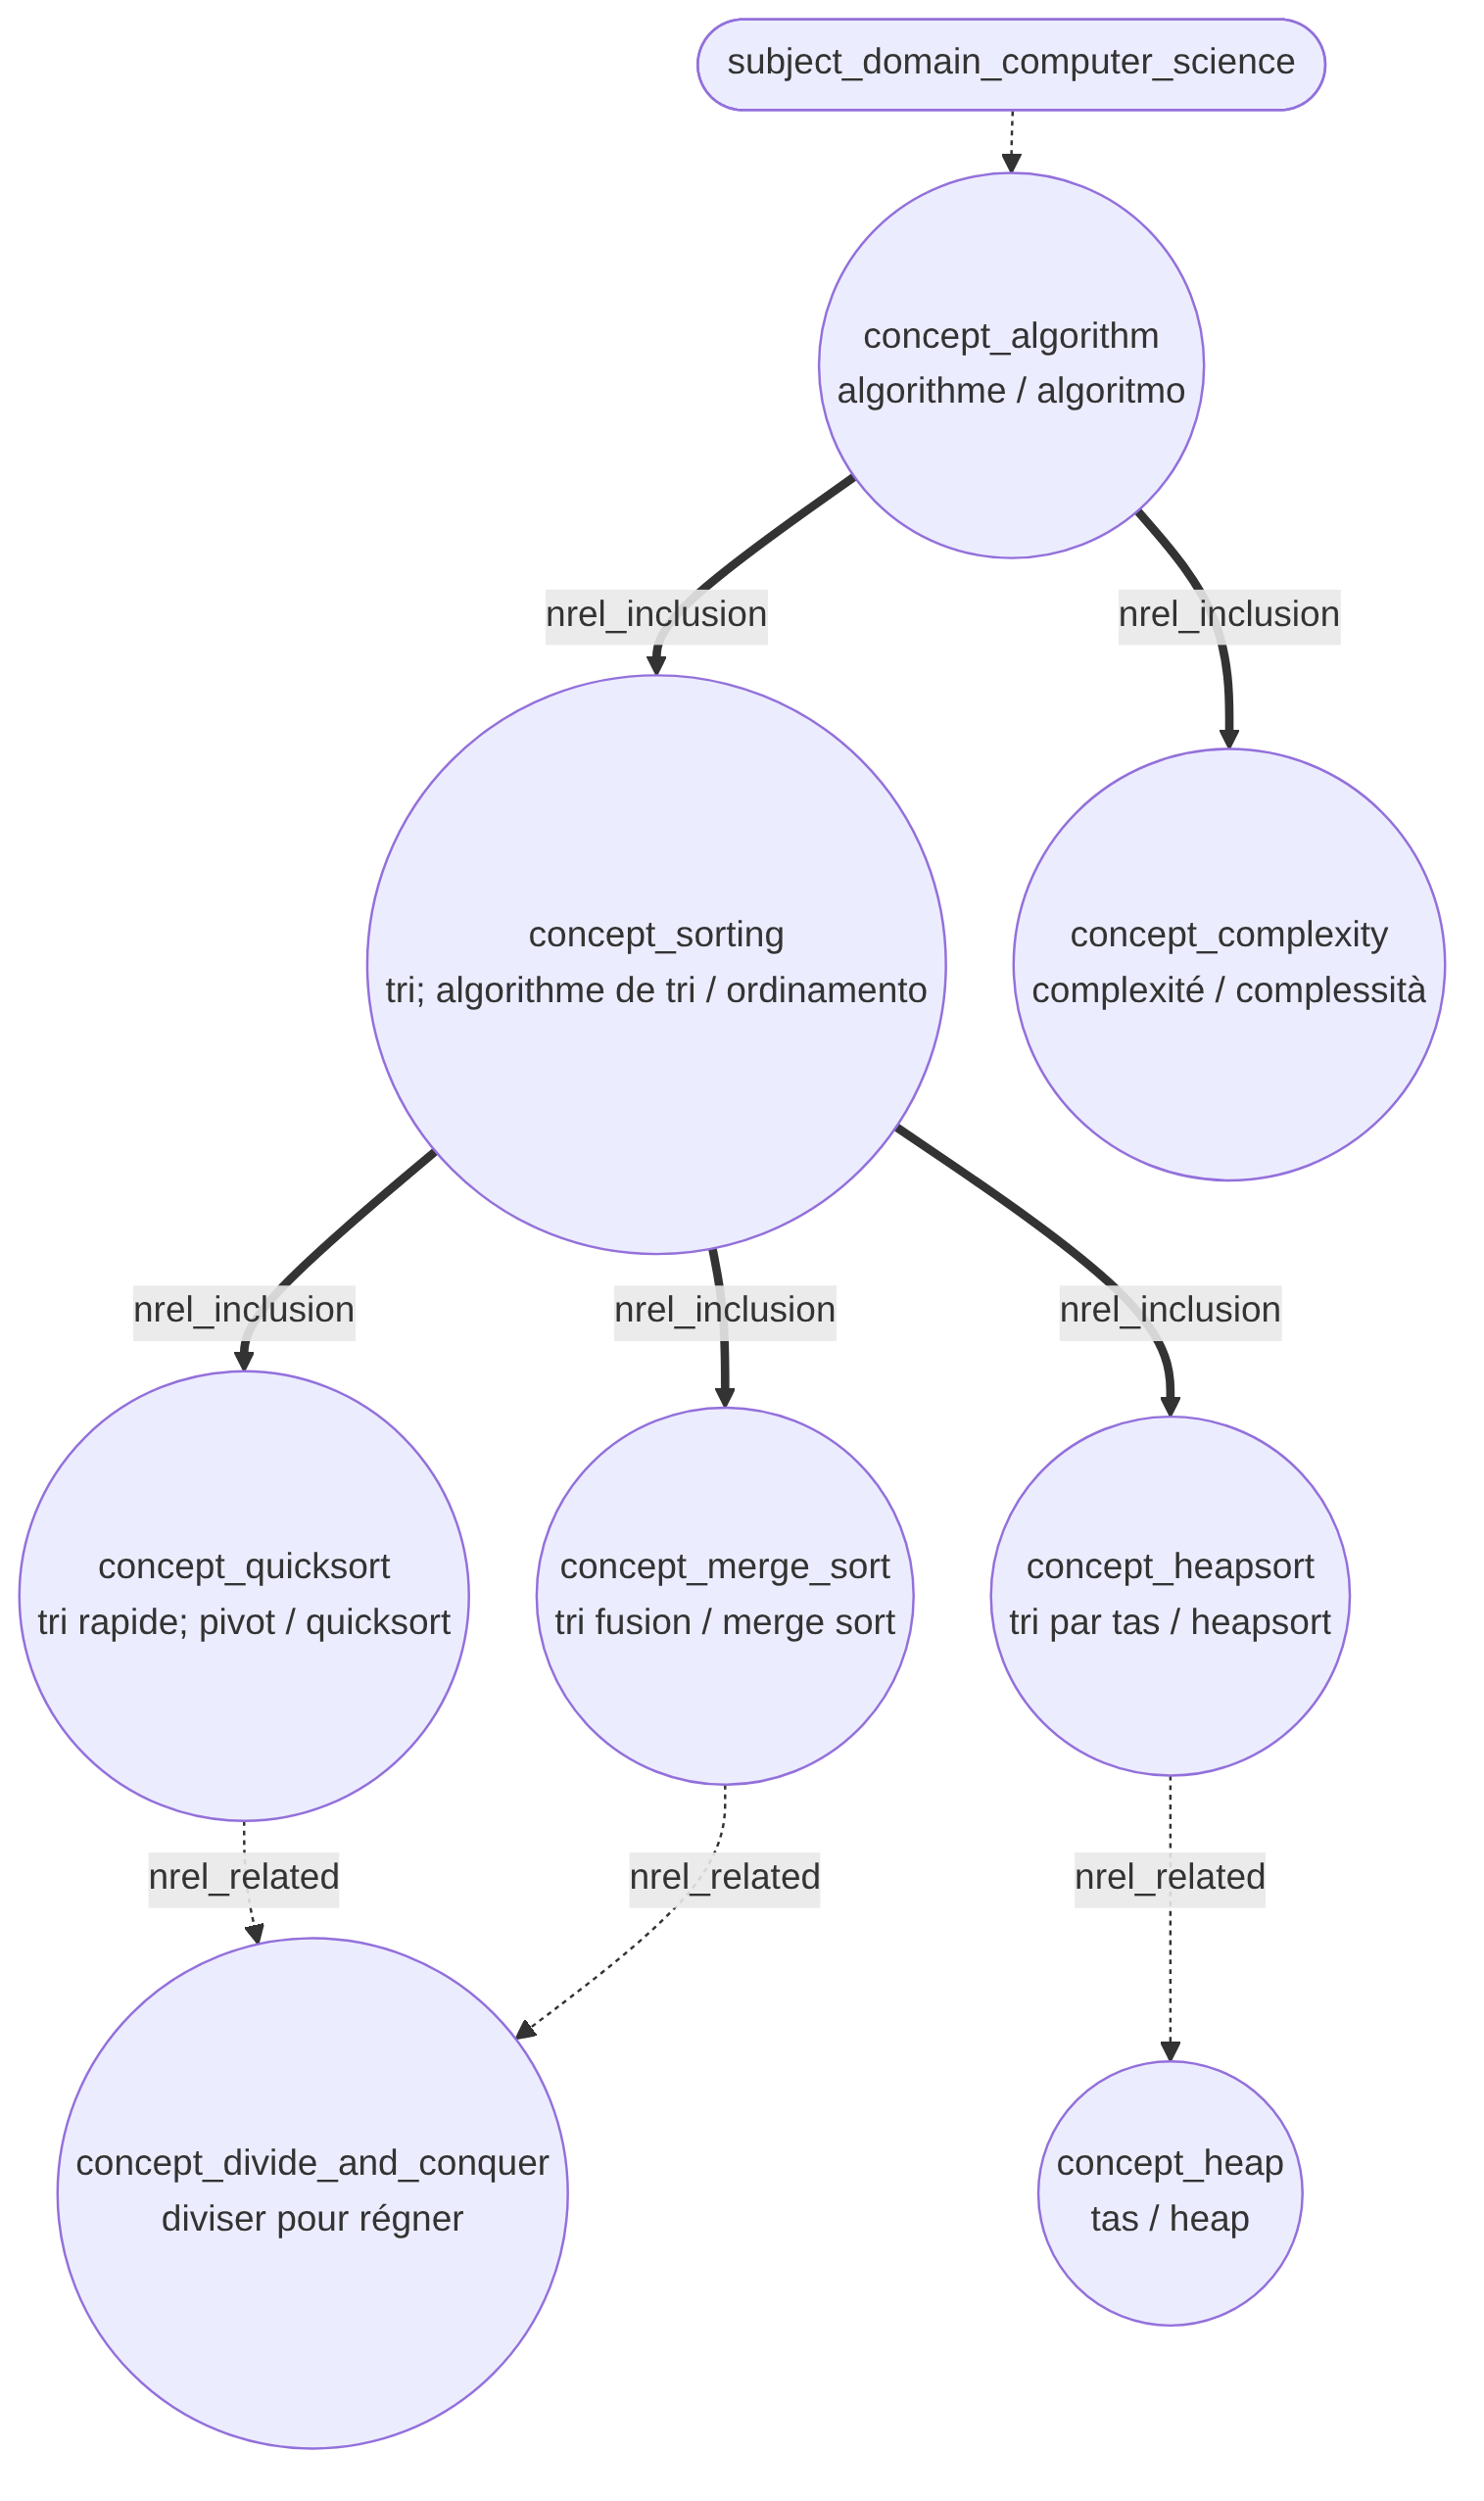 subject_domain_computer_science
concept_algorithm
algorithme / algoritmo
nrel_inclusion
nrel_inclusion
concept_sorting
tri; algorithme de tri / ordinamento
concept_complexity
complexité / complessità
nrel_inclusion
nrel_inclusion
nrel_inclusion
concept_quicksort
tri rapide; pivot / quicksort
concept_merge_sort
tri fusion / merge sort
concept_heapsort
tri par tas / heapsort
nrel_related
nrel_related
nrel_related
concept_divide_and_conquer
diviser pour régner
concept_heap
tas / heap